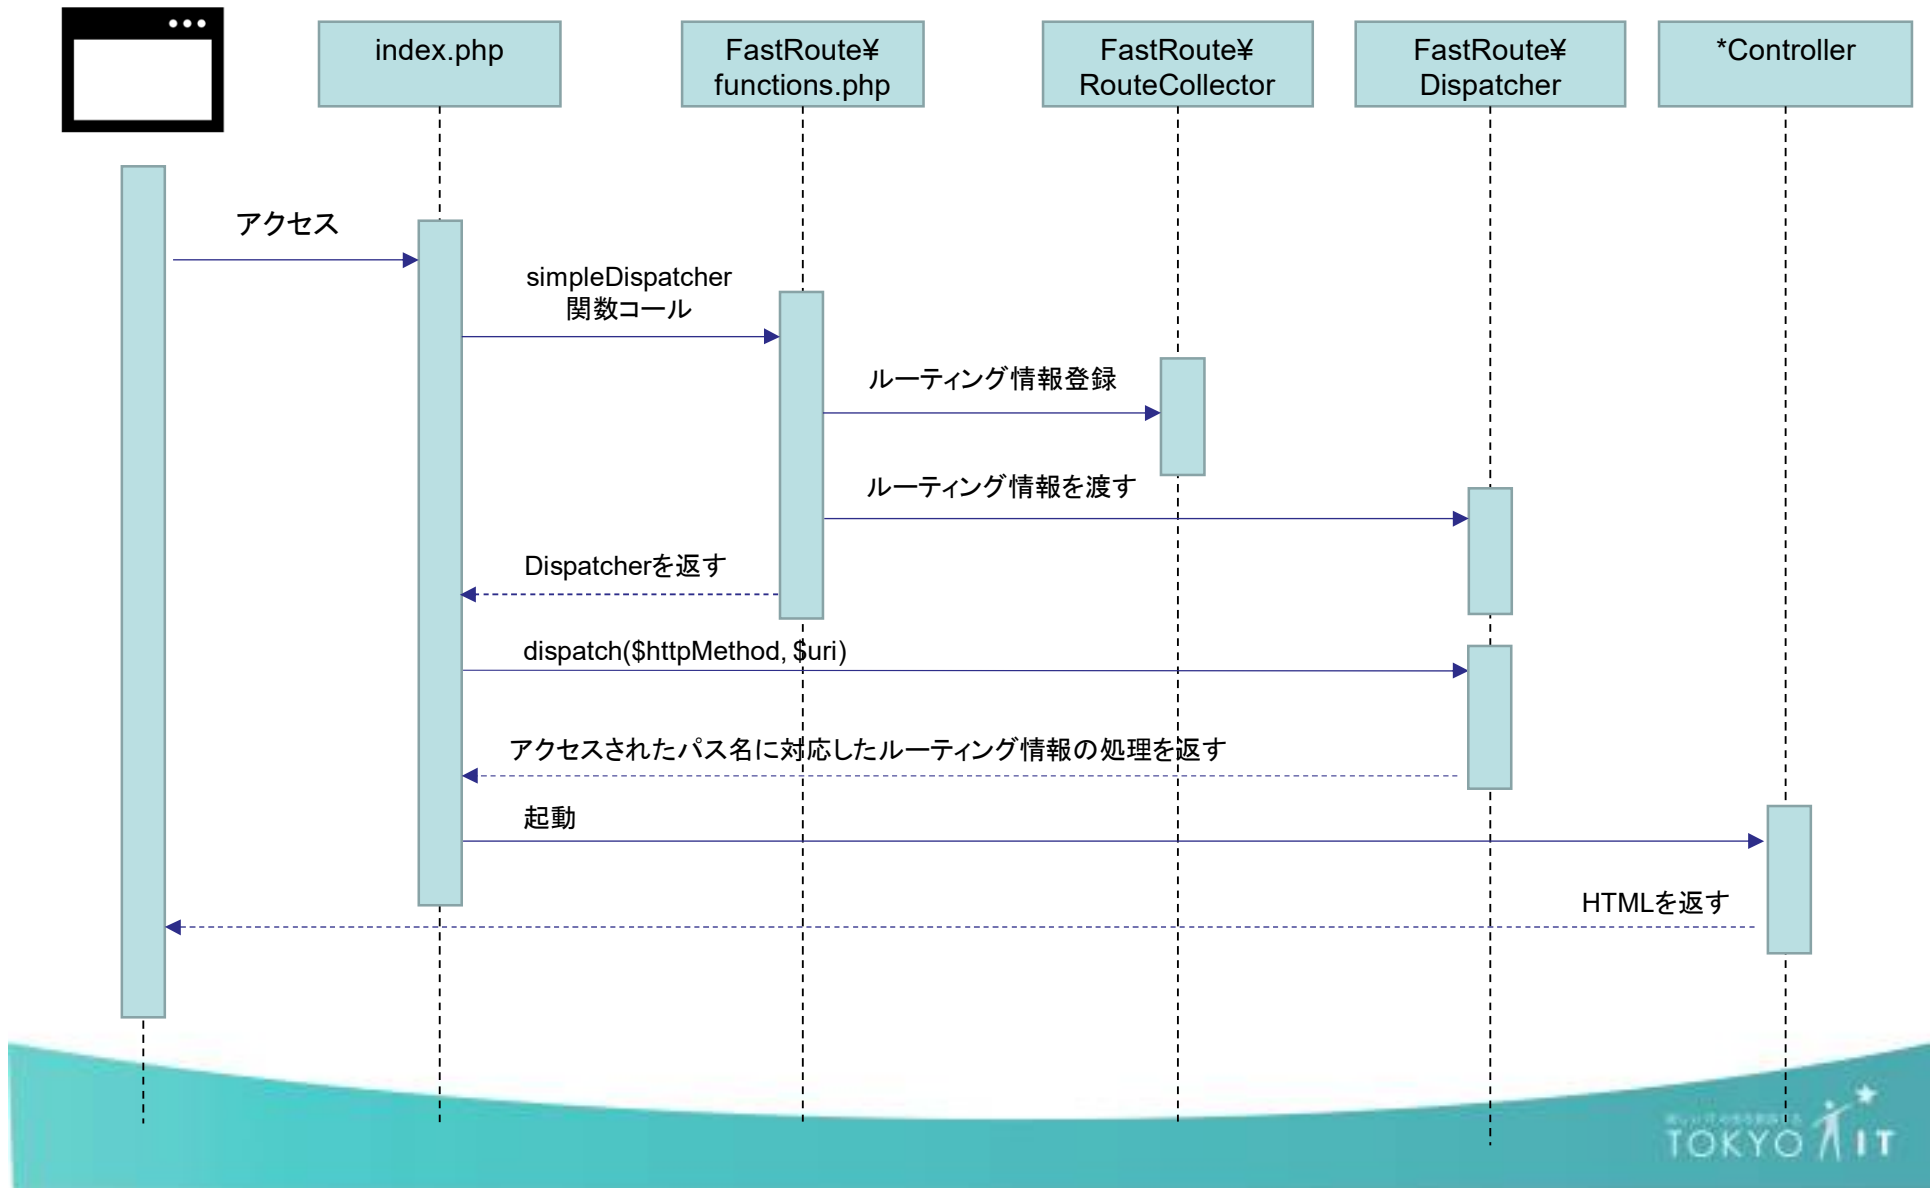 index.php
FastRoute¥
functions.php
FastRoute¥
RouteCollector
FastRoute¥
Dispatcher
*Controller
アクセス
simpleDispatcher
関数コール
ルーティング情報登録
ルーティング情報を渡す
Dispatcherを返す
dispatch($httpMethod, $uri)
アクセスされたパス名に対応したルーティング情報の処理を返す
起動
HTMLを返す
TOKYO IT